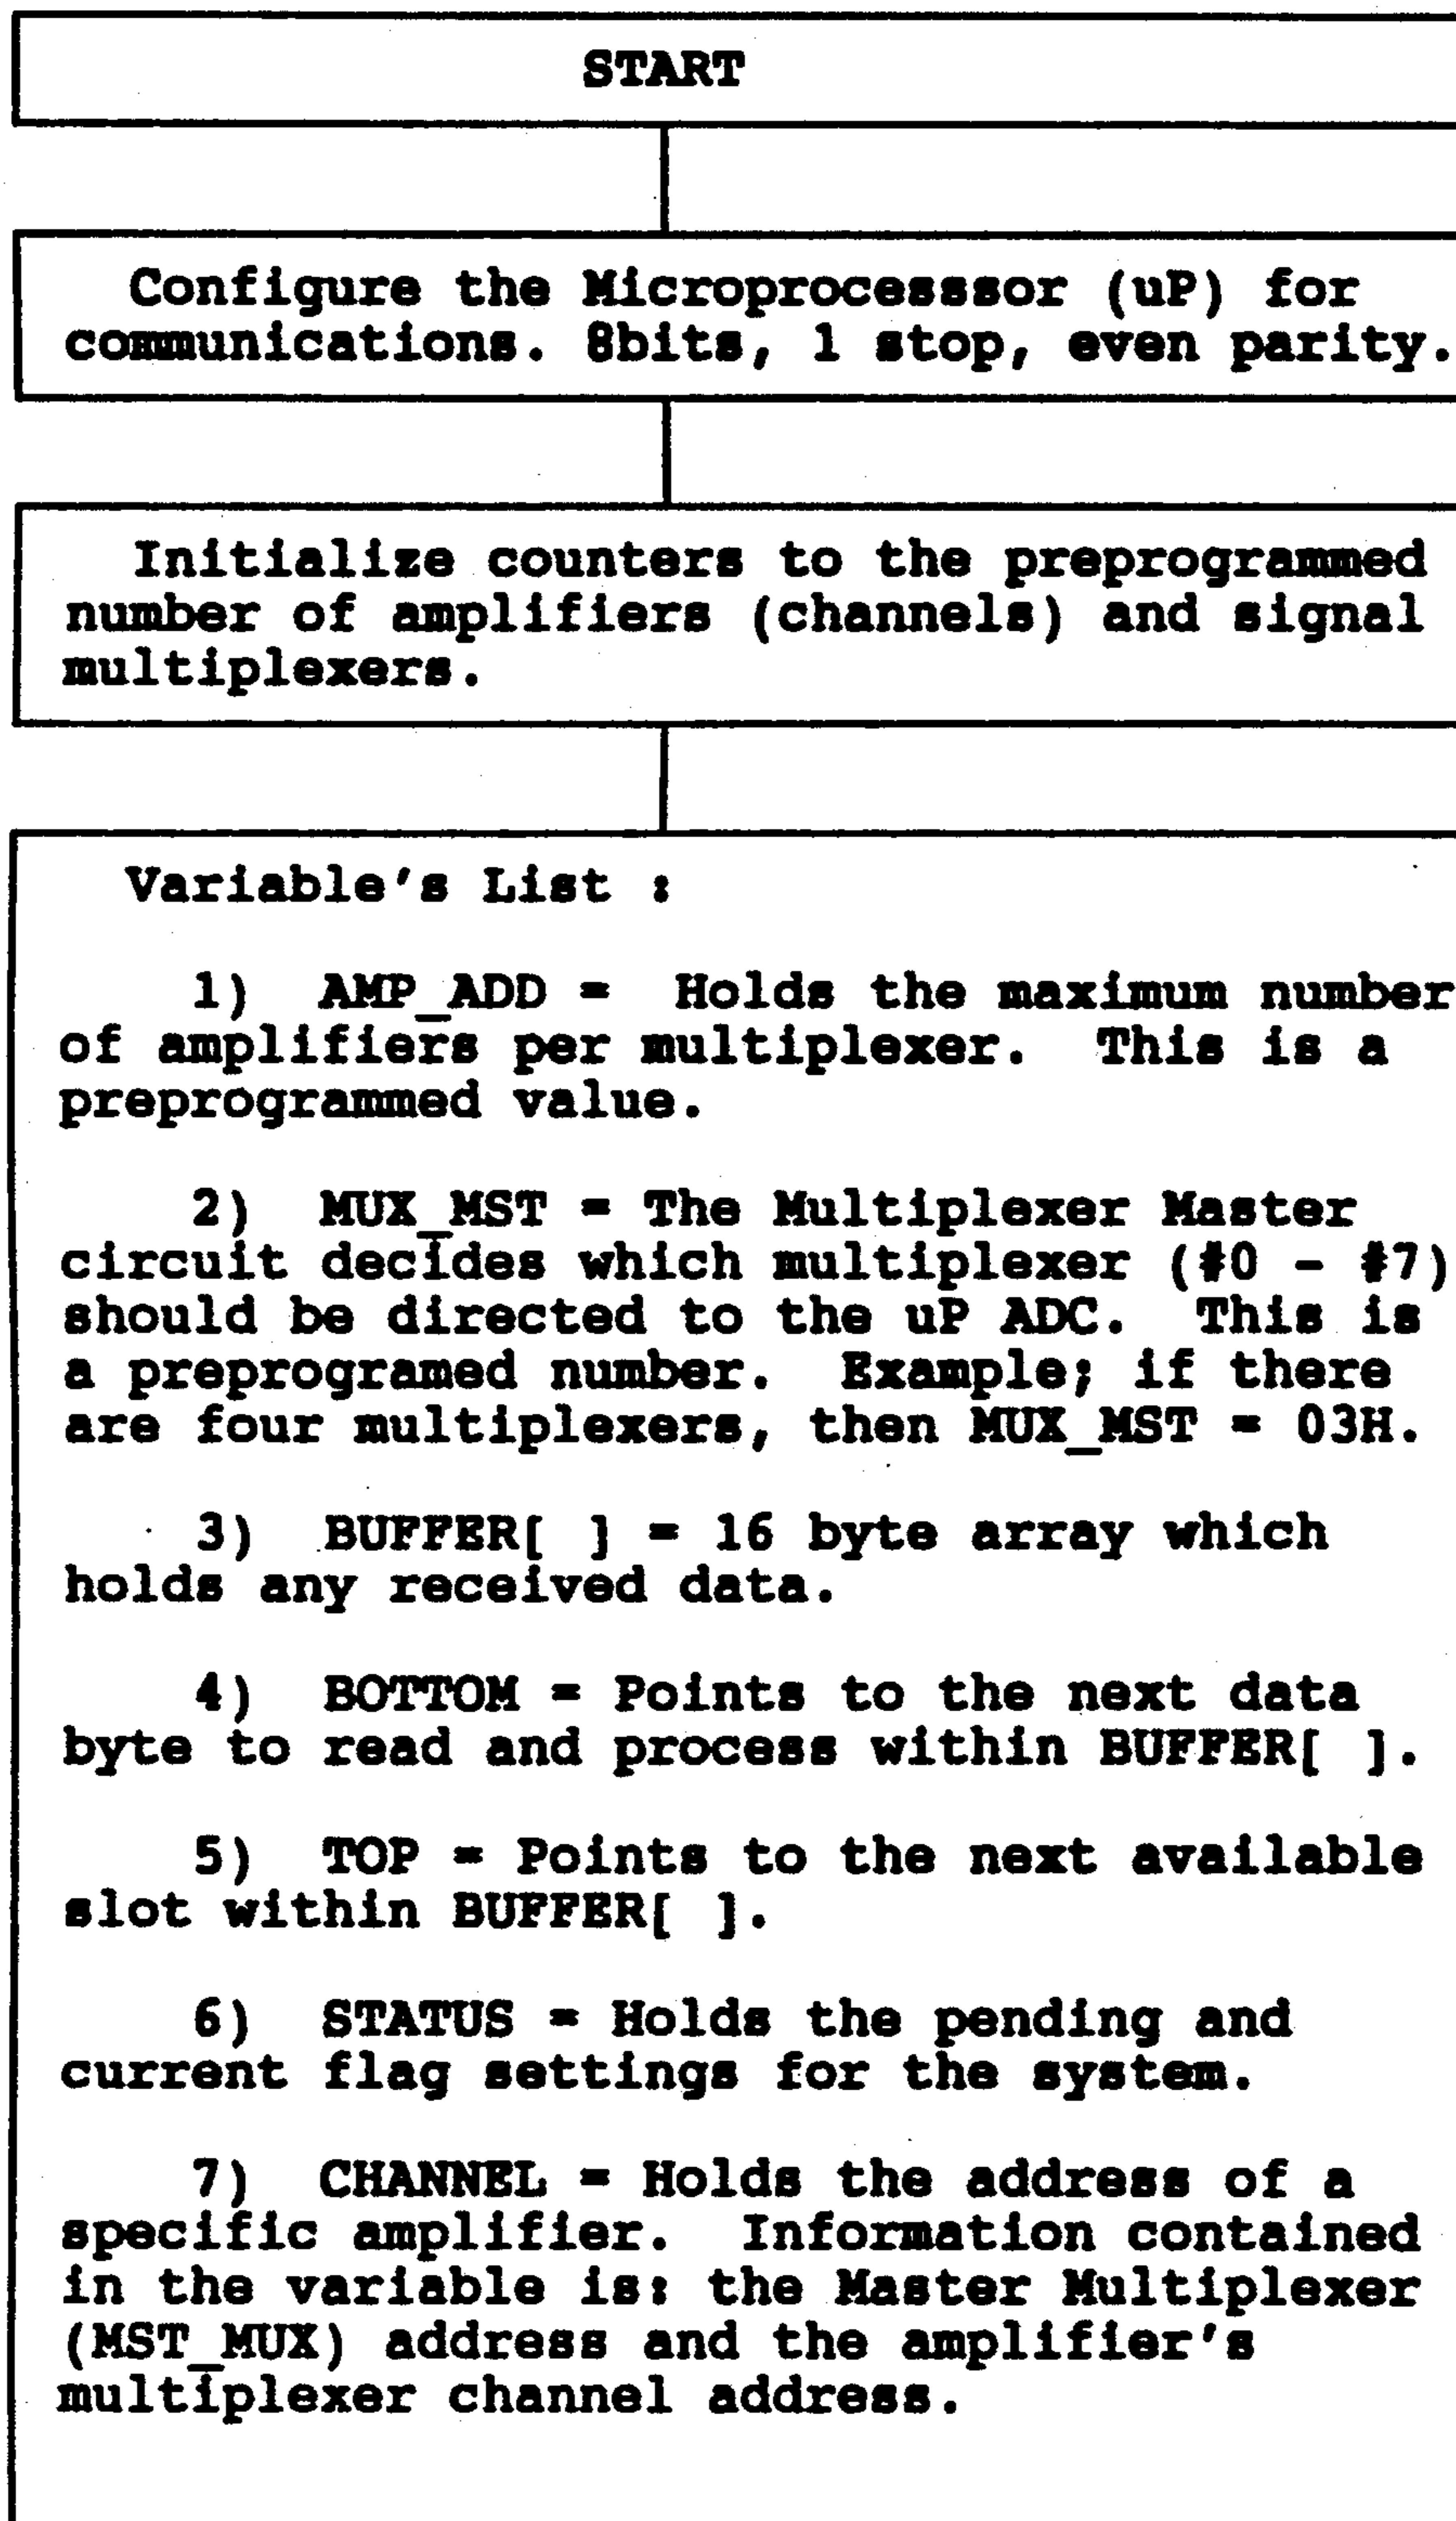 START
Configure the Microprocesssor (uP) for
communications. 8bits, 1 stop, even parity.
Initialize counters to the preprogrammed
number of amplifiers (channels) and signal
multiplexers.
Variable's List :
1) AMP_ADD = Holds the maximum number
of amplifiers per multiplexer. This is a
preprogrammed value.
2) MUX_MST = The Multiplexer Master
circuit decides which multiplexer (#0 - #7)
should be directed to the uP ADC. This is
a preprogramed number. Example; if there
are four multiplexers, then MUX_MST = 03H.
3) BUFFER[ ] = 16 byte array which
holds any received data.
4) BOTTOM = Points to the next data
byte to read and process within BUFFER[ ].
5) TOP = Points to the next available
slot within BUFFER[ ].
6) STATUS = Holds the pending and
current flag settings for the system.
7) CHANNEL = Holds the address of a
specific amplifier. Information contained
in the variable is: the Master Multiplexer
(MST_MUX) address and the amplifier's
multiplexer channel address.